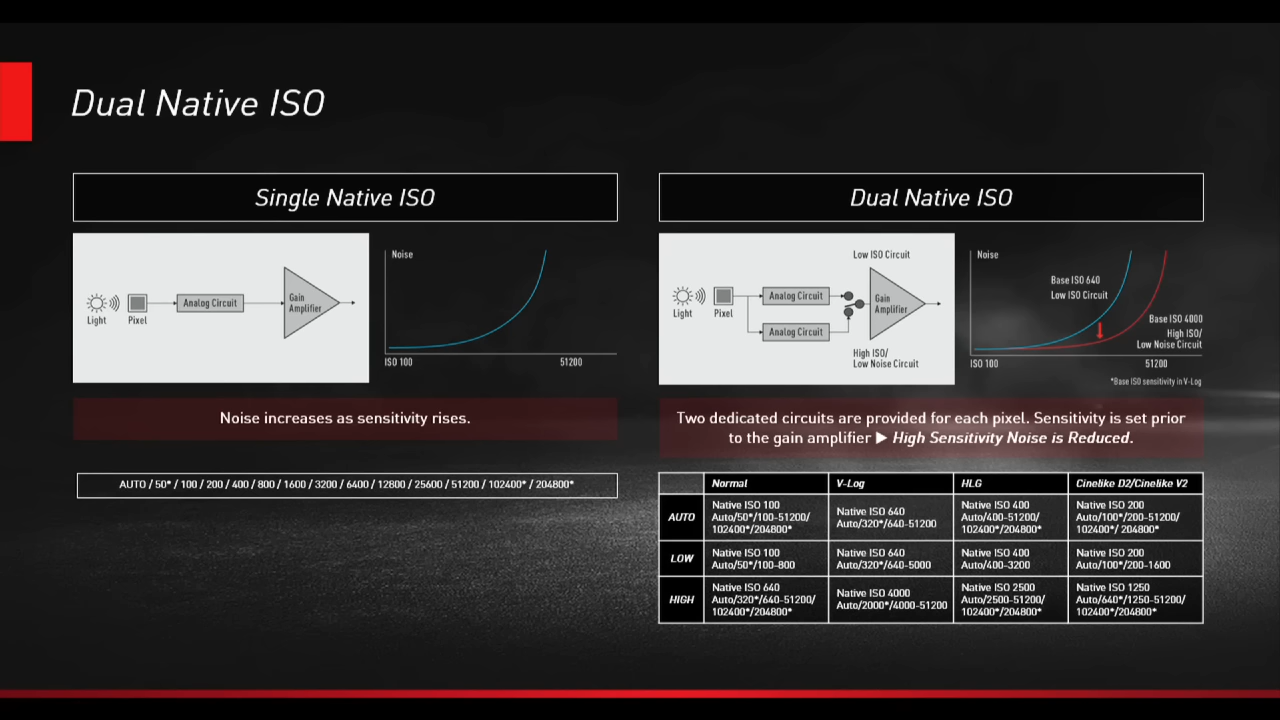 Dual Native ISO
Single Native ISO
Light
Pixel
Analog Circuit
Gain
Amplifier
Noise
ISO 100
51200
Noise increases as sensitivity rises.
AUTO / 50* / 100 / 200 / 400 / 800 / 1600 / 3200 / 6400 / 12800 / 25600 / 51200 / 102400* / 204800*
Dual Native ISO
Low ISO Circuit
Light
Pixel
Analog Circuit
Analog Circuit
Gain
Amplifier
High ISO/
Low Noise Circuit
Noise
Base ISO 640
Low ISO Circuit
Base ISO 4000
High ISO/
Low Noise Circuit
ISO 100
51200
*Base ISO sensitivity in V-Log
Two dedicated circuits are provided for each pixel. Sensitivity is set prior
to the gain amplifier ▶ High Sensitivity Noise is Reduced.
Normal V-Log HLG Cinelike D2/Cinelike V2
AUTO
Native ISO 100
Auto/50*/100-51200/
102400*/204800*
Native ISO 640
Auto/320*/640-51200
Native ISO 400
Auto/400-51200/
102400*/204800*
Native ISO 200
Auto/100*/200-51200/
102400*/ 204800*
LOW
Native ISO 100
Auto/50*/100-800
Native ISO 640
Auto/320*/640-5000
Native ISO 400
Auto/400-3200
Native ISO 200
Auto/100*/200-1600
HIGH
Native ISO 640
Auto/320*/640-51200/
102400*/204800*
Native ISO 4000
Auto/2000*/4000-51200
Native ISO 2500
Auto/2500-51200/
102400*/204800*
Native ISO 1250
Auto/640*/1250-51200/
102400*/204800*